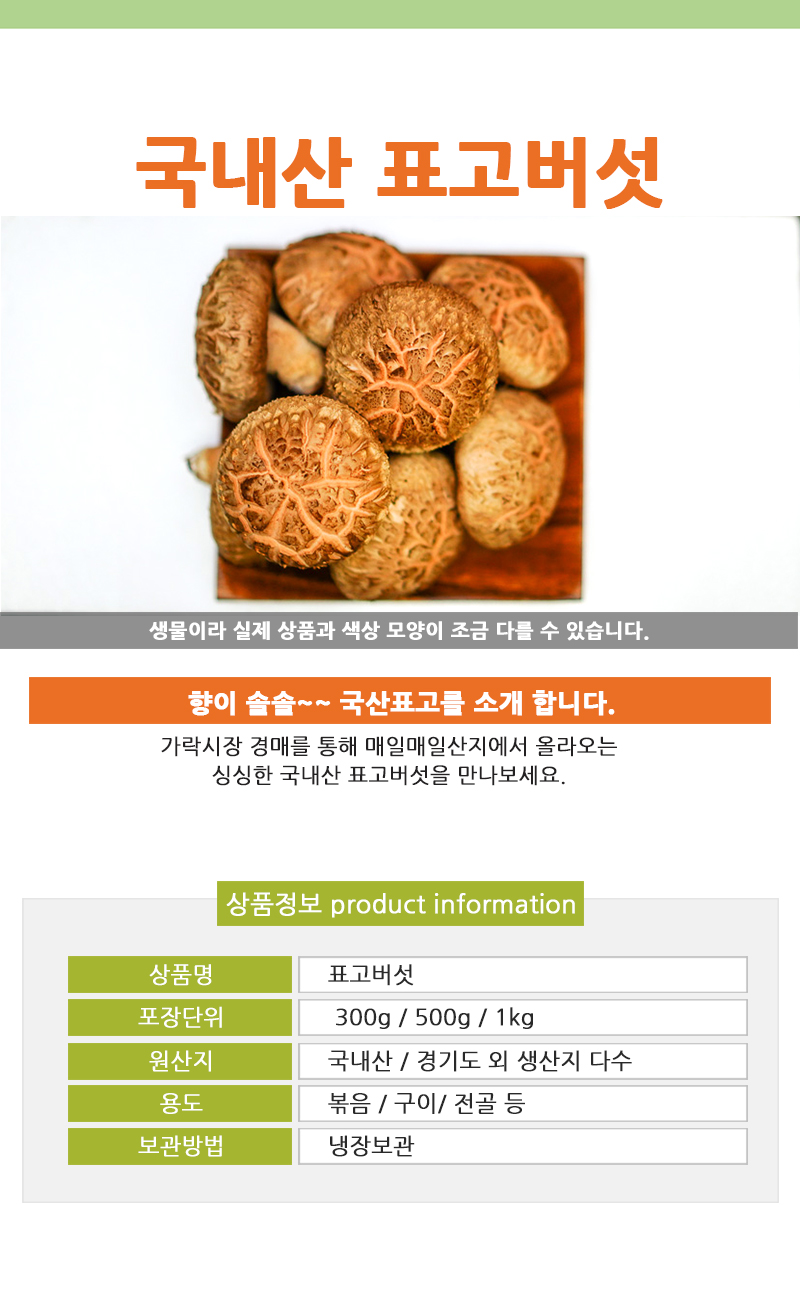 국내산 표고버섯
생물이라 실제 상품과 색상 모양이 조금 다를 수 있습니다.
향이 솔솔~~ 국산표고를 소개 합니다.
가락시장 경매를 통해 매일매일산지에서 올라오는
싱싱한 국내산 표고버섯을 만나보세요.
상품정보 product information
상품명 표고버섯
포장단위 300g / 500g / 1kg
원산지 국내산 / 경기도 외 생산지 다수
용도 볶음 / 구이/ 전골 등
보관방법 냉장보관